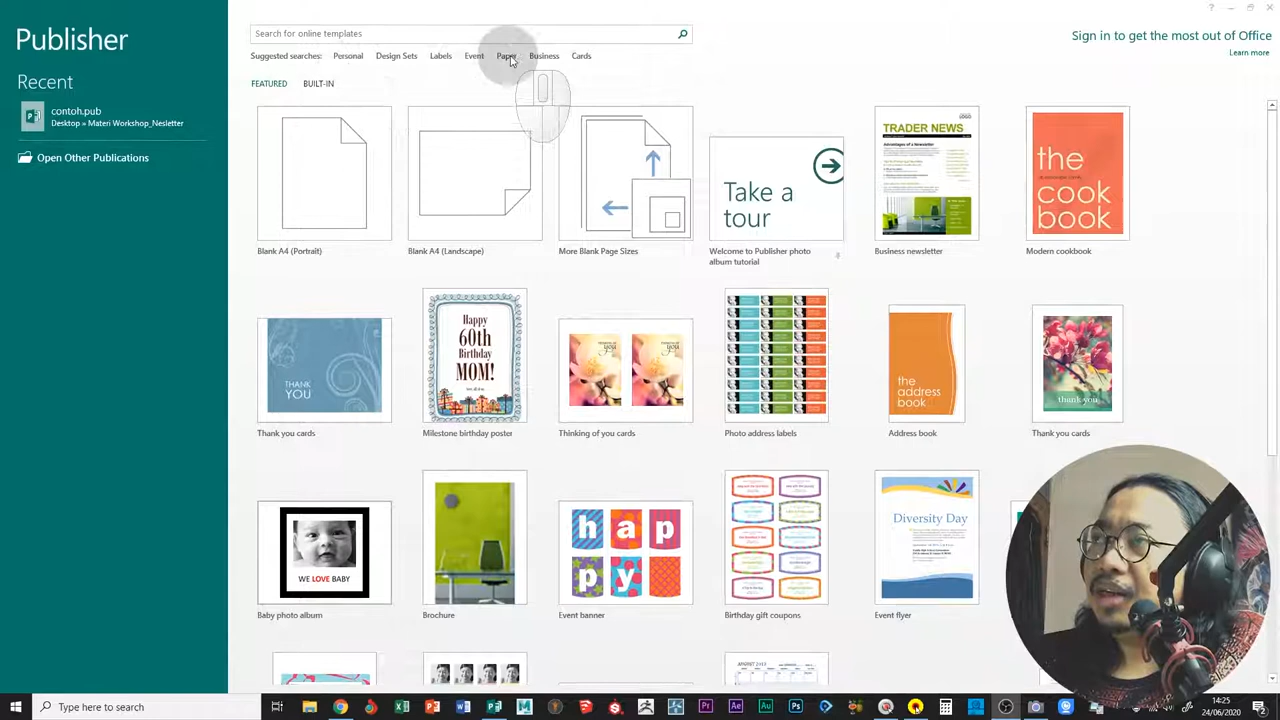 Publisher
Recent
contoh.pub
Desktop » Materi Workshop_Nesletter
Open Other Publications
Search for online templates
Suggested searches: Personal Design Sets Labels Event Paper Business Cards
Sign in to get the most out of Office
Learn more
FEATURED BUILT-IN
Take a
tour
TRADER NEWS
Advantages of a Newsletter
the
cook
book
Blank A4 (Portrait)
Blank A4 (Landscape)
More Blank Page Sizes
Welcome to Publisher photo
album tutorial
Business newsletter
Modern cookbook
THANK
YOU
Happy
60th
Birthday
MOM!
the
address
book
thank you
Thank you cards
Milestone birthday poster
Thinking of you cards
Photo address labels
Address book
Thank you cards
WE LOVE BABY
h a p
p y
Diversity Day
Baby photo album
Brochure
Event banner
Birthday gift coupons
Event flyer
Type here to search
14:25
24/06/2020